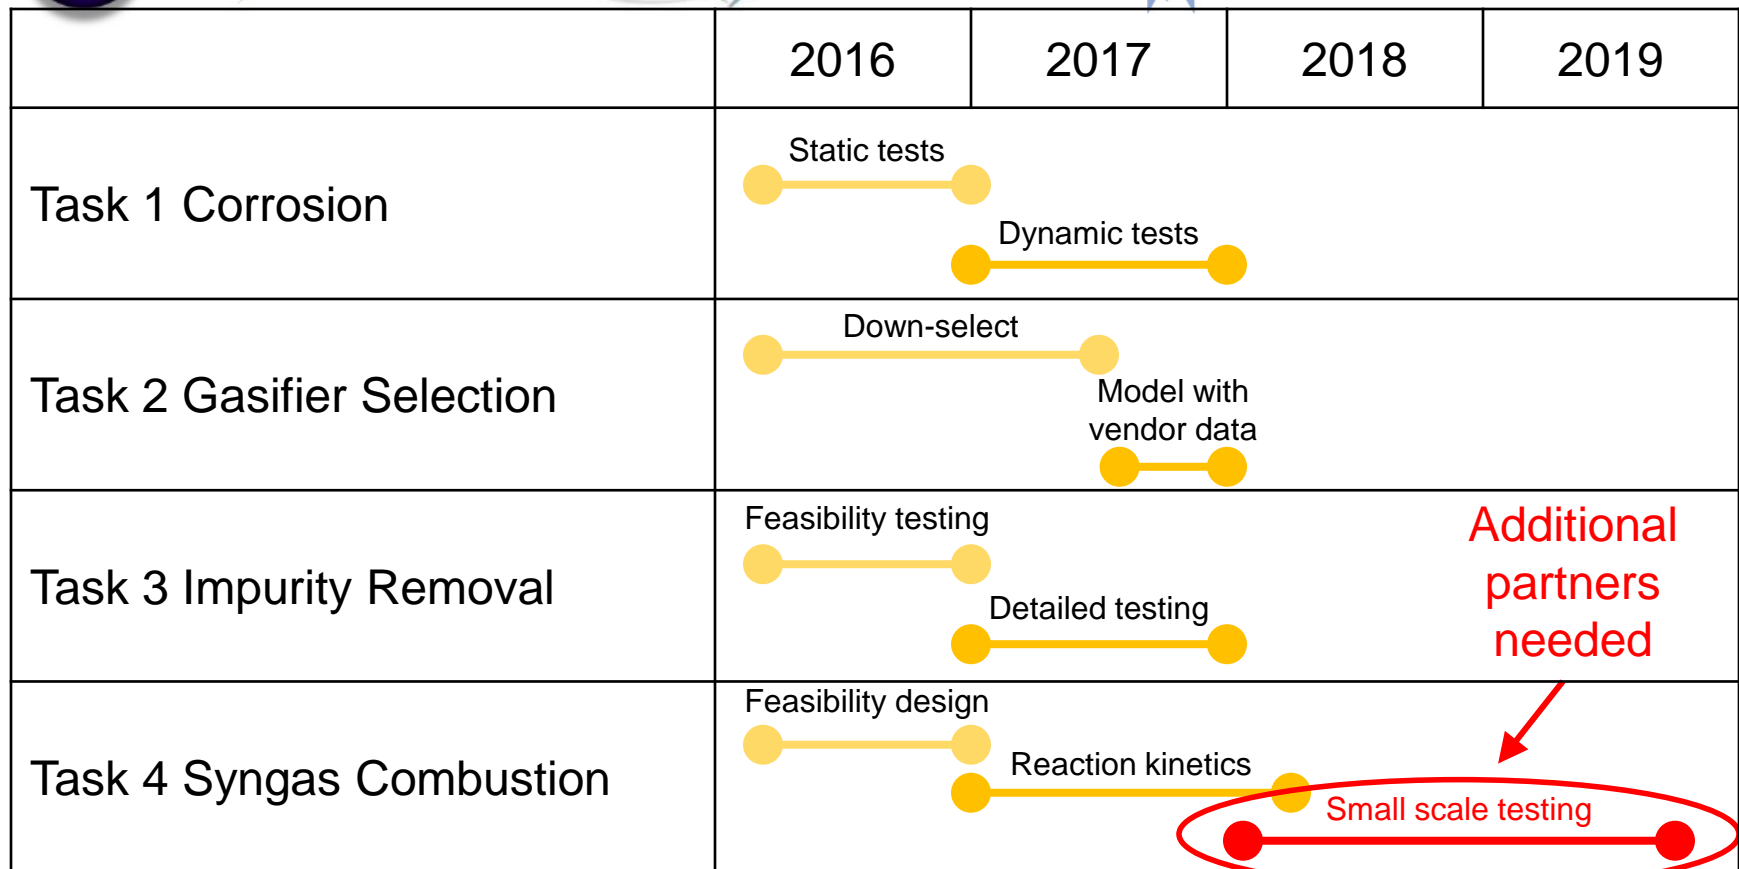 2016 2017 2018 2019
Task 1 Corrosion
Static tests
Dynamic tests
Task 2 Gasifier Selection
Down-select
Model with
vendor data
Task 3 Impurity Removal
Feasibility testing
Detailed testing
Additional
partners
needed
Task 4 Syngas Combustion
Feasibility design
Reaction kinetics
Small scale testing